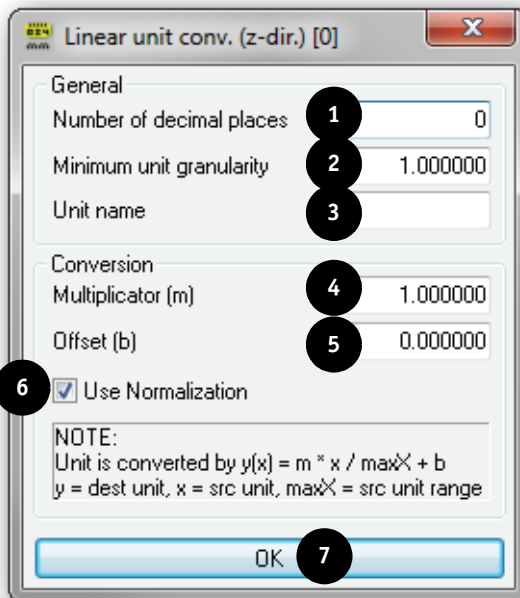 Linear unit conv. (z-dir.) [0]
General
Number of decimal places 1 0
Minimum unit granularity 2 1.000000
Unit name 3
Conversion
Multiplicator (m) 4 1.000000
Offset (b) 5 0.000000
6 Use Normalization
NOTE:
Unit is converted by y(x) = m * x / maxX + b
y = dest unit, x = src unit, maxX = src unit range
OK 7